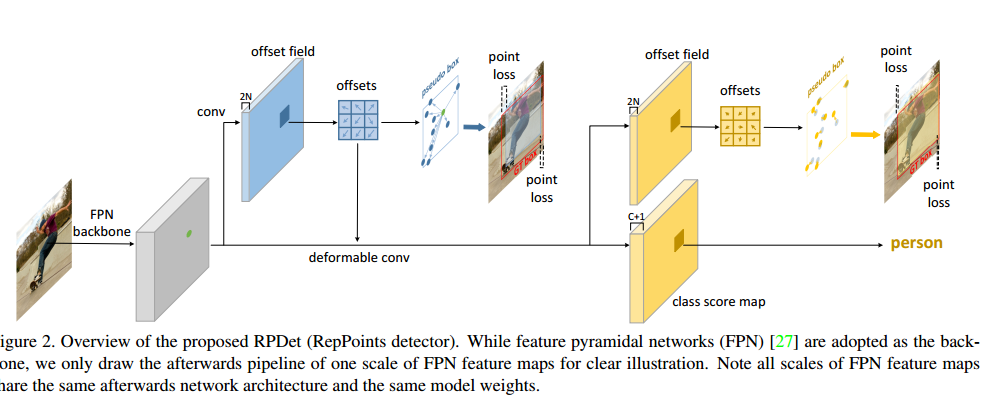 offset field
2N
conv
offsets
pseudo box
point
loss
GT box
point
loss
FPN
backbone
deformable conv
offset field
2N
offsets
pseudo box
point
loss
GT box
point
loss
C+1
person
class score map
igure 2. Overview of the proposed RPDet (RepPoints detector). While feature pyramidal networks (FPN) [27] are adopted as the back-
one, we only draw the afterwards pipeline of one scale of FPN feature maps for clear illustration. Note all scales of FPN feature maps
hare the same afterwards network architecture and the same model weights.